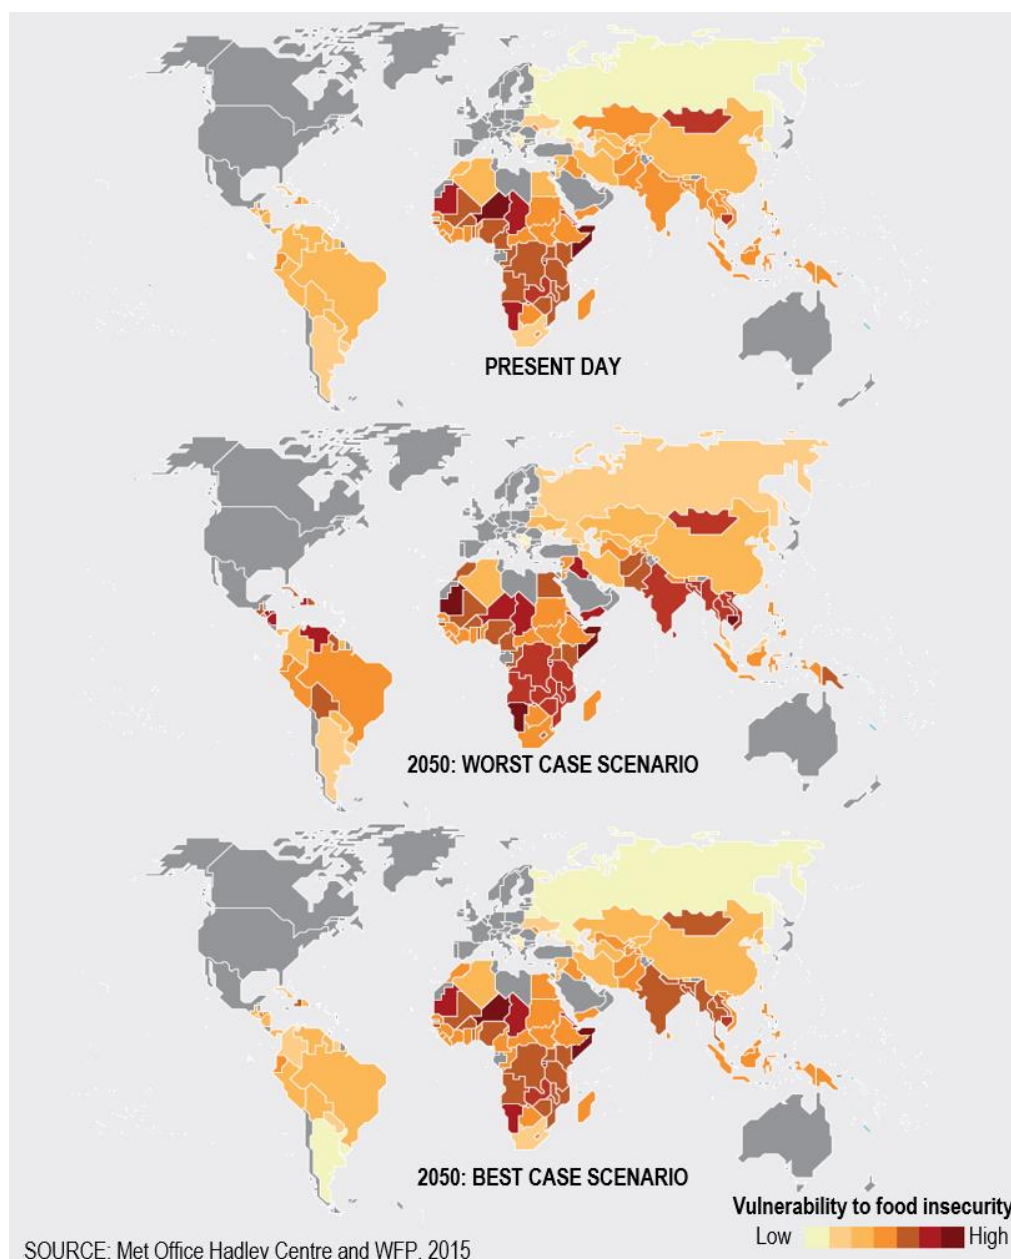 PRESENT DAY
2050: WORST CASE SCENARIO
2050: BEST CASE SCENARIO
Vulnerability to food insecurity
Low High
SOURCE: Met Office Hadley Centre and WFP, 2015